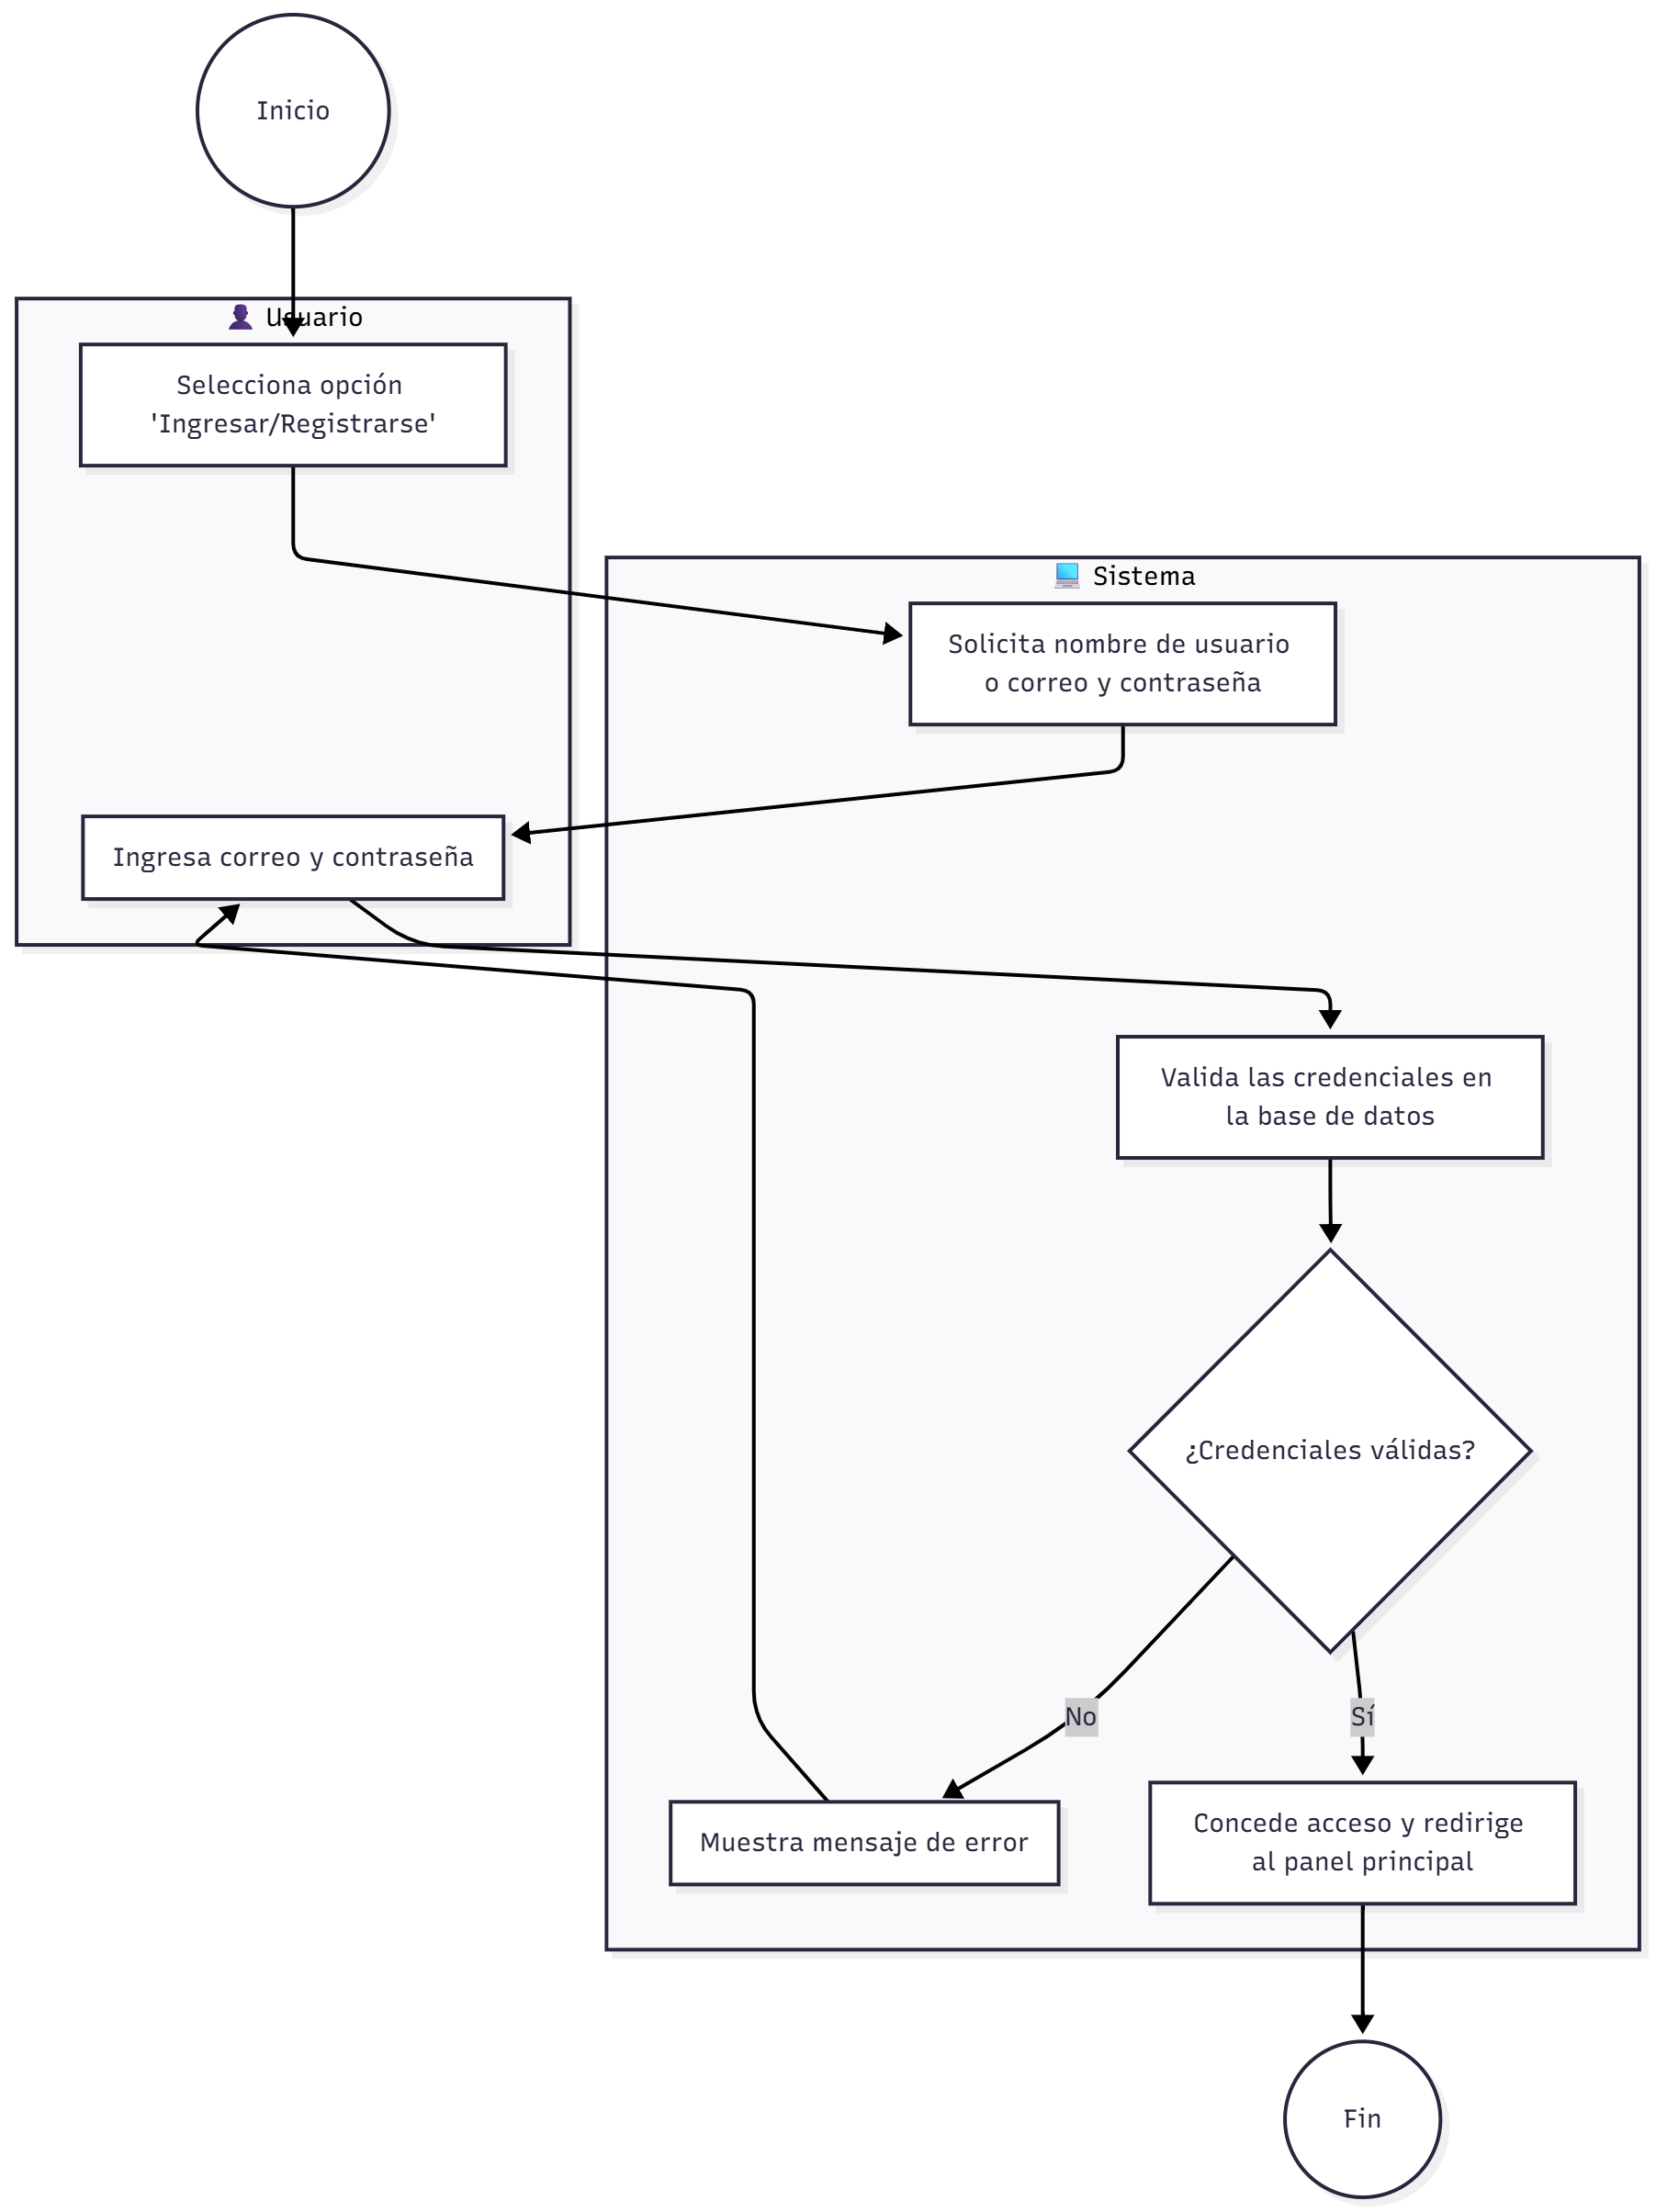 Inicio
Usuario
Selecciona opción
'Ingresar/Registrarse'
Sistema
Solicita nombre de usuario
o correo y contraseña
Ingresa correo y contraseña
Valida las credenciales en
la base de datos
¿Credenciales válidas?
No
Sí
Muestra mensaje de error
Concede acceso y redirige
al panel principal
Fin